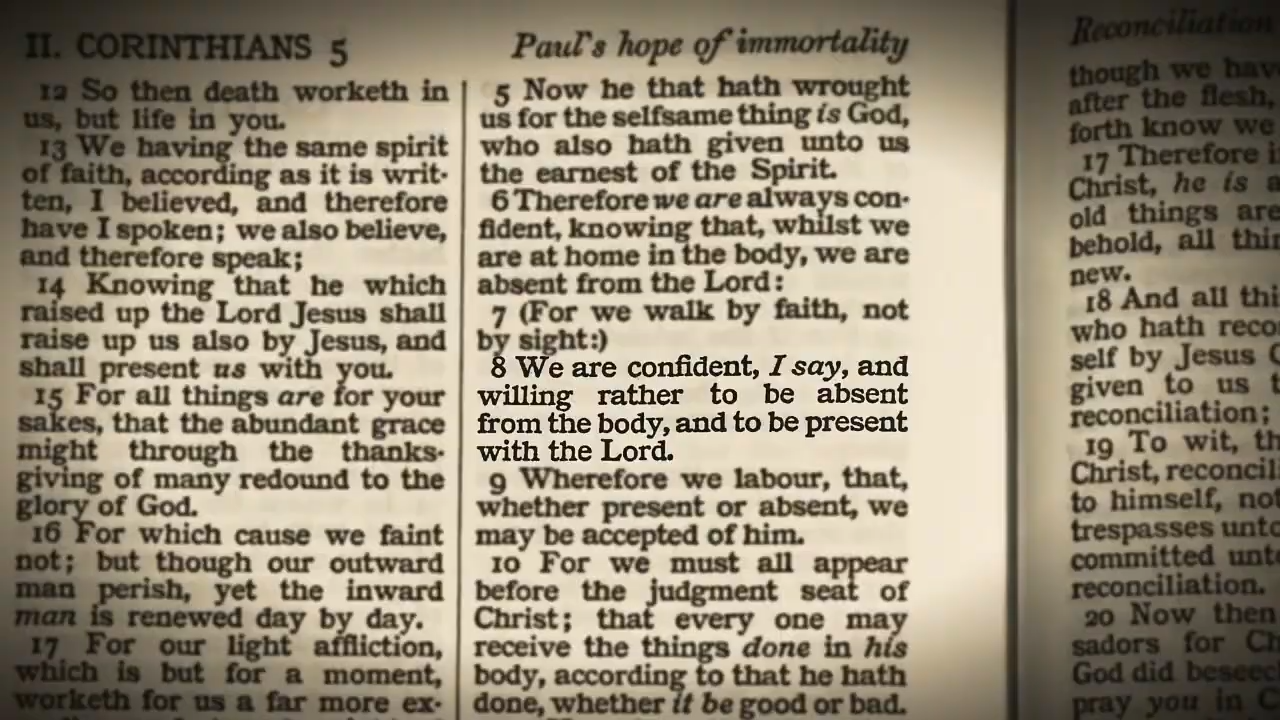 II. CORINTHIANS 5
Paul's hope of immortality
12 So then death worketh in
us, but life in you.
13 We having the same spirit
of faith, according as it is writ-
ten, I believed, and therefore
have I spoken; we also believe,
and therefore speak;
14 Knowing that he which
raised up the Lord Jesus shall
raise up us also by Jesus, and
shall present us with you.
15 For all things are for your
sakes, that the abundant grace
might through the thanks-
giving of many redound to the
glory of God.
16 For which cause we faint
not; but though our outward
man perish, yet the inward
man is renewed day by day.
17 For our light affliction,
which is but for a moment,
worketh for us a far more ex-
5 Now he that hath wrought
us for the selfsame thing is God,
who also hath given unto us
the earnest of the Spirit.
6 Therefore we are always con-
fident, knowing that, whilst we
are at home in the body, we are
absent from the Lord:
7 (For we walk by faith, not
by sight:)
8 We are confident, I say, and
willing rather to be absent
from the body, and to be present
with the Lord.
9 Wherefore we labour, that,
whether present or absent, we
may be accepted of him.
10 For we must all appear
before the judgment seat of
Christ; that every one may
receive the things done in his
body, according to that he hath
done, whether it be good or bad.
Reconciliation
though we hav
after the flesh,
forth know we
17 Therefore i
Christ, he is a
old things are
behold, all thi
new.
18 And all thi
who hath reco
self by Jesus C
given to us t
reconciliation;
19 To wit, th
Christ, reconcil
to himself, not
trespasses unto
committed unto
reconciliation.
20 Now then
sadors for Ch
God did beseec
pray you in C